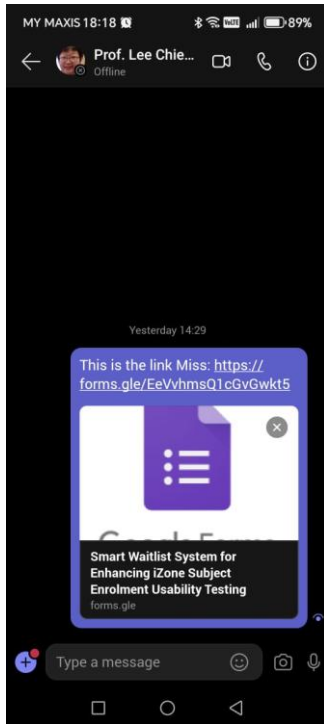 MY MAXIS 18:18 89%
Prof. Lee Chie...
Offline
Yesterday 14:29
This is the link Miss: https://
forms.gle/EeVvhmsQ1cGvGwkt5
Smart Waitlist System for
Enhancing iZone Subject
Enrolment Usability Testing
forms.gle
Type a message